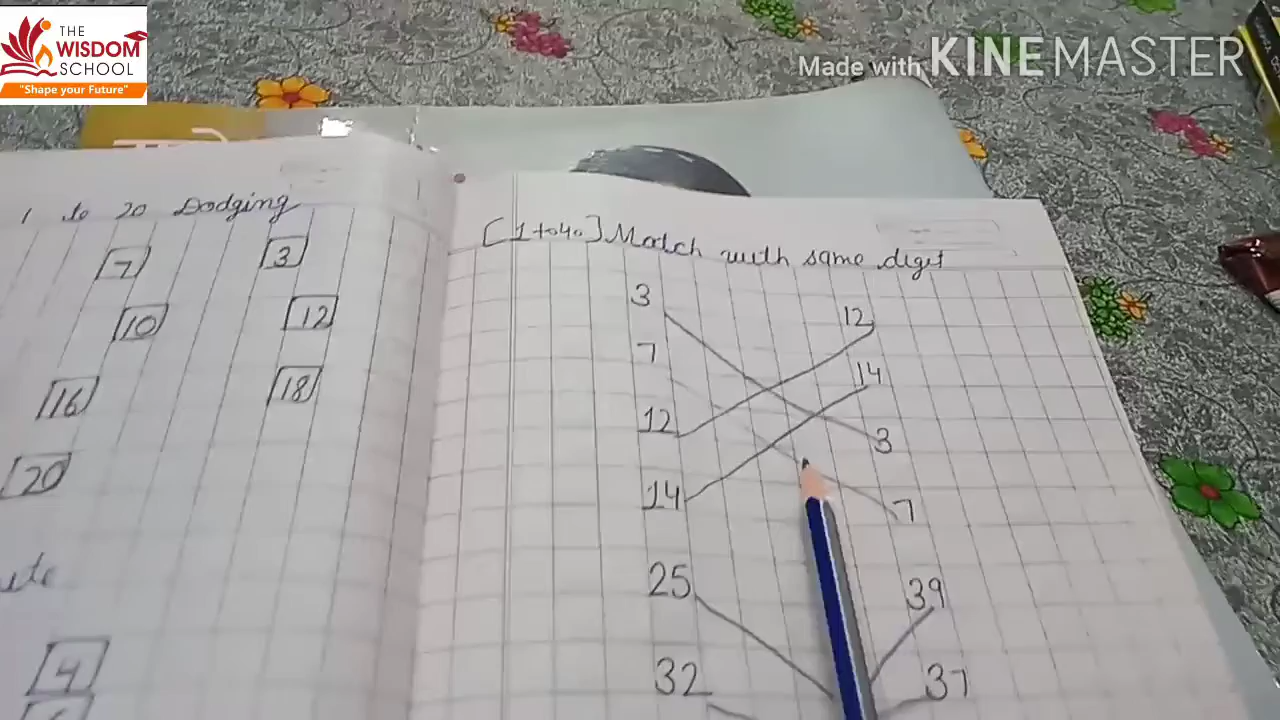 THE
WISDOM
SCHOOL
"Shape your Future"
Made with KINEMASTER
1 to 20 Dodging
7 3
10 12
16 18
20
4
[1 to 40] Match with same digit
3 12
7 14
12 3
14 7
25 39
32 37